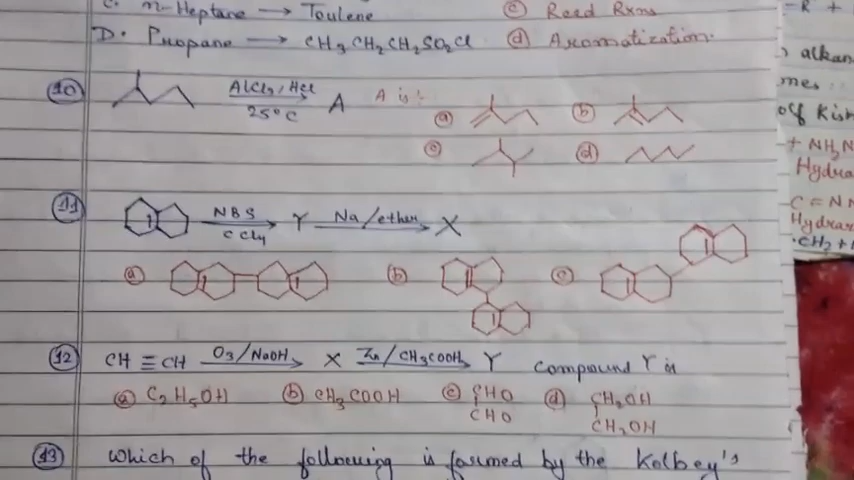 C. n-Heptane → Toulene ⓒ Reed Rxns
D. Propane → CH3CH2CH2SO2Cl ⓓ Aromatization.
10 AlCl3/HCl 25°C A A is : ⓐ ⓑ
ⓒ ⓓ
11 NBS CCl4 Y Na/ether X
ⓐ ⓑ ⓒ
12 CH≡CH O3/NaOH X Zn/CH3COOH Y Compound Y is
ⓐ C2H5OH ⓑ CH3COOH ⓒ CHO ⓓ CH2OH
CHO CH2OH
13 Which of the following is formed by the Kolbey's
-R +
alkan
mes :
of Kish
+ NH2N
Hydra
C = N N
Hydraz
CH2 +